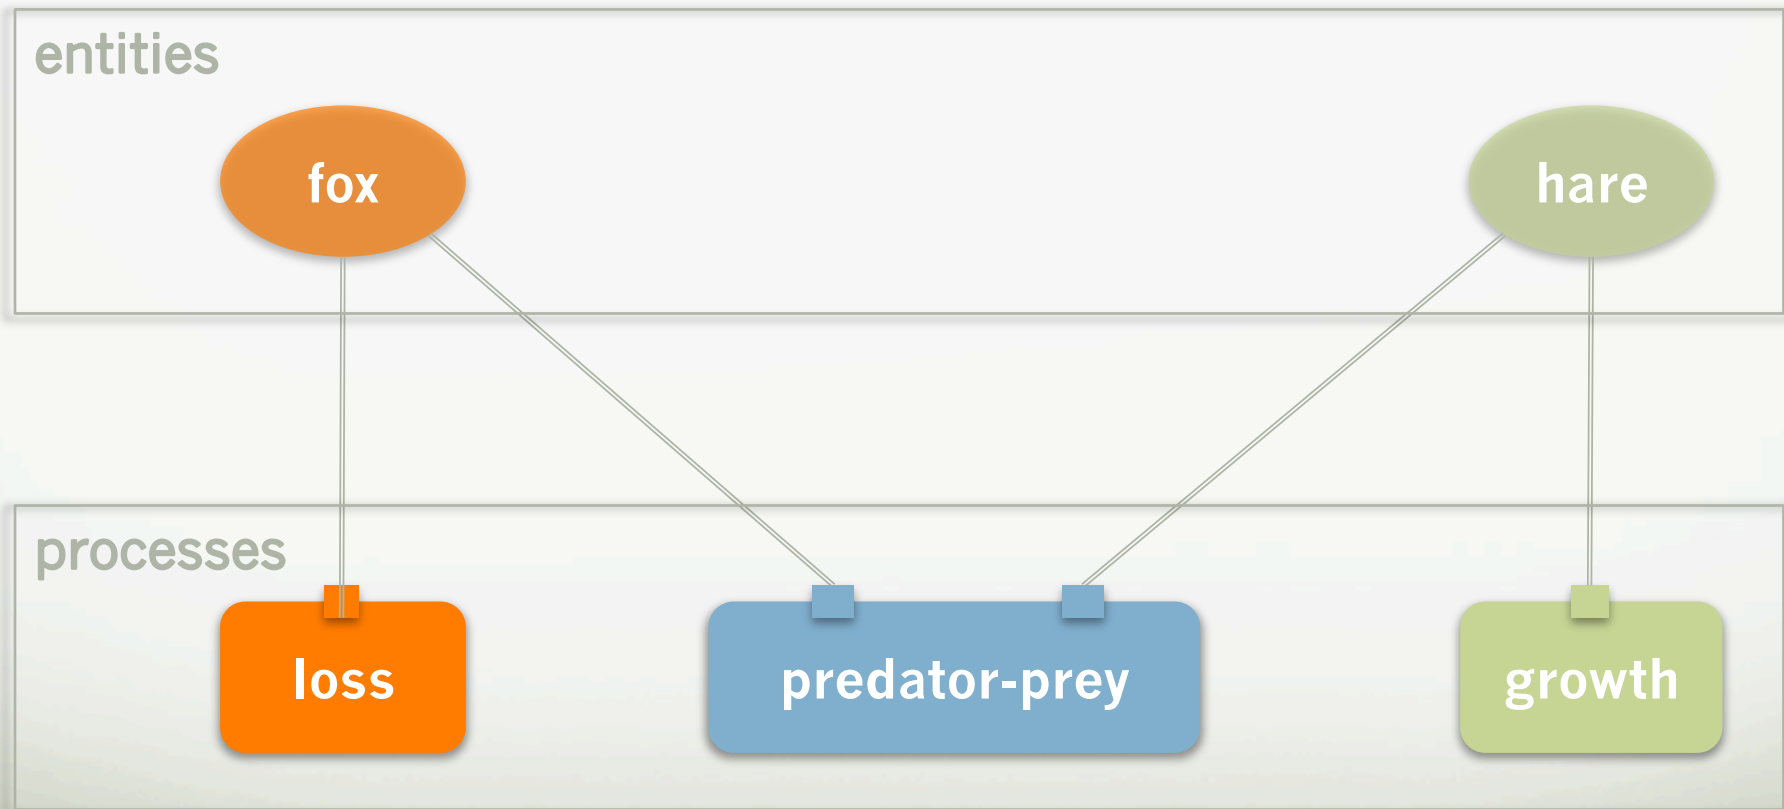 entities
fox
hare
processes
loss
predator-prey
growth